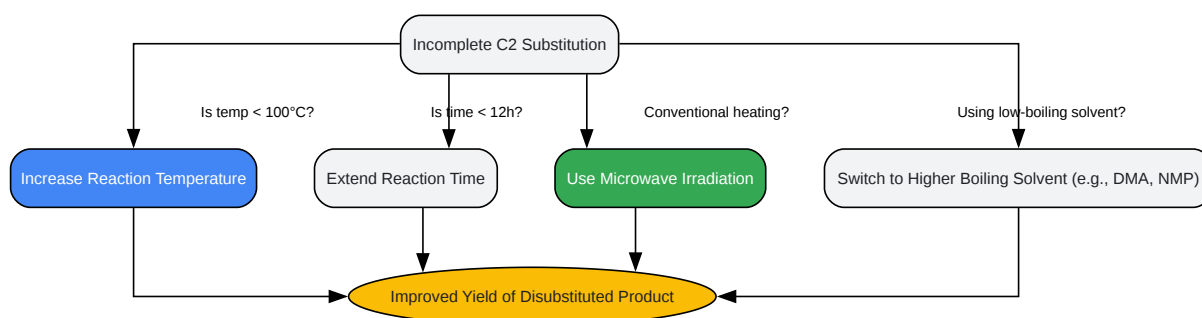 Incomplete C2 Substitution
Is temp < 100°C?
Is time < 12h?
Conventional heating?
Using low-boiling solvent?
Increase Reaction Temperature
Extend Reaction Time
Use Microwave Irradiation
Switch to Higher Boiling Solvent (e.g., DMA, NMP)
Improved Yield of Disubstituted Product